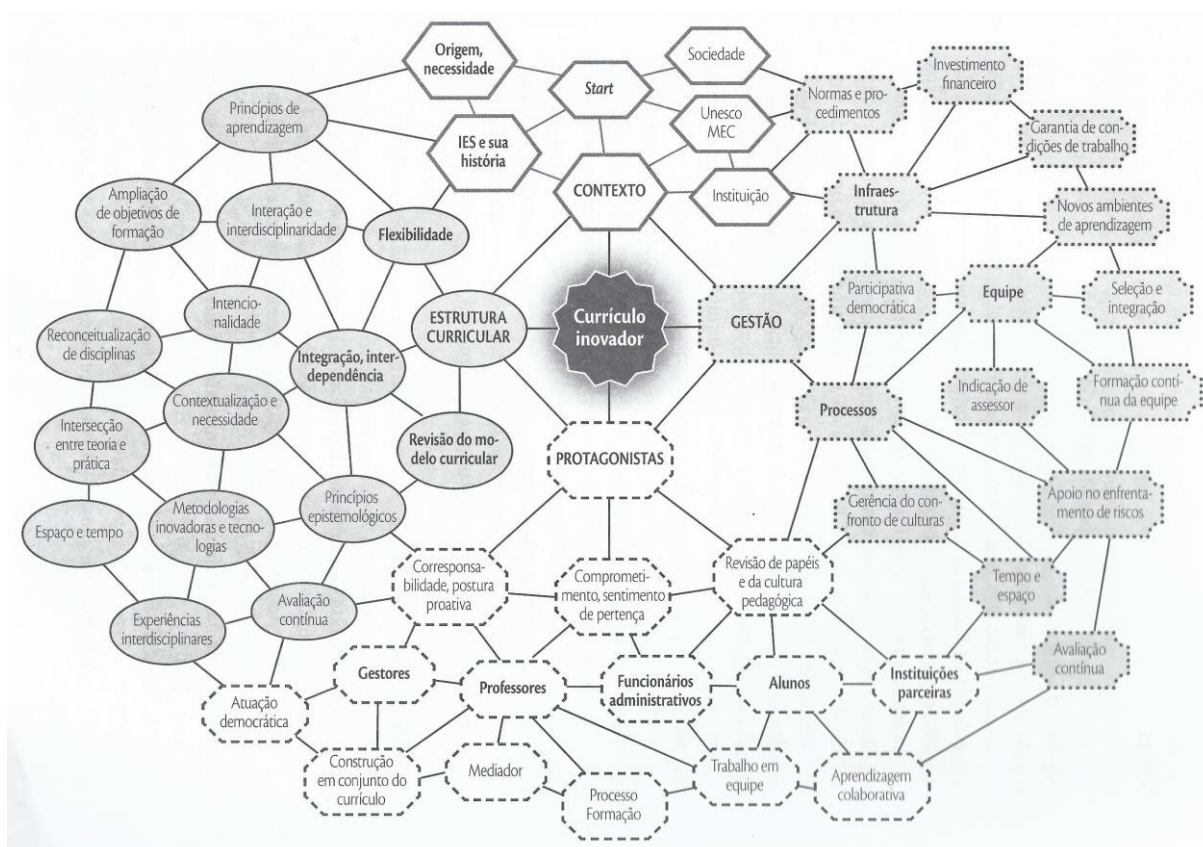 Origem,
necessidade
Start
Sociedade
Investimento
financeiro
Princípios de
aprendizagem
IES e sua
história
Unesco
MEC
Normas e pro-
cedimentos
Garantia de con-
dições de trabalho
CONTEXTO
Instituição
Infraes-
trutura
Novos ambientes
de aprendizagem
Ampliação
de objetivos de
formação
Interação e
interdisciplinaridade
Flexibilidade
Intencio-
nalidade
ESTRUTURA
CURRICULAR
Currículo
inovador
GESTÃO
Participativa
democrática
Equipe
Seleção e
integração
Reconceitualização
de disciplinas
Integração, inter-
dependência
Contextualização e
necessidade
Processos
Indicação de
assessor
Formação contí-
nua da equipe
Intersecção
entre teoria e
prática
Revisão do mo-
delo curricular
PROTAGONISTAS
Metodologias
inovadoras e tecno-
logias
Princípios
epistemológicos
Gerência do con-
fronto de culturas
Apoio no enfrenta-
mento de riscos
Espaço e tempo
Corresponsa-
bilidade, postura
proativa
Comprometi-
mento, sentimento
de pertença
Revisão de papéis
e da cultura
pedagógica
Tempo e
espaço
Experiências
interdisciplinares
Avaliação
contínua
Avaliação
contínua
Gestores
Professores
Funcionários
administrativos
Alunos
Instituições
parceiras
Atuação
democrática
Construção
em conjunto do
currículo
Mediador
Processo
Formação
Trabalho em
equipe
Aprendizagem
colaborativa